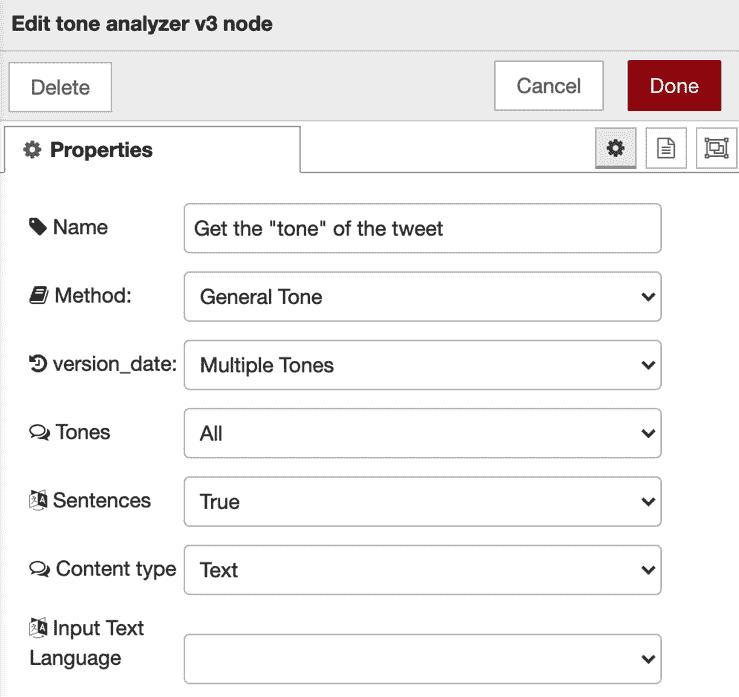 Edit tone analyzer v3 node
Delete
Cancel
Done
Properties
Name
Get the "tone" of the tweet
Method:
General Tone
version_date:
Multiple Tones
Tones
All
Sentences
True
Content type
Text
Input Text
Language